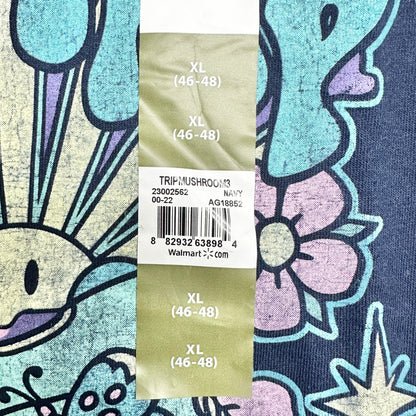 XL
(46-48)
XL
(46-48)
TRIPMUSHROOM3
23002562 NAVY
00-22 AG18852
8 82932 63898 4
Walmart.com
XL
(46-48)
XL
(46-48)